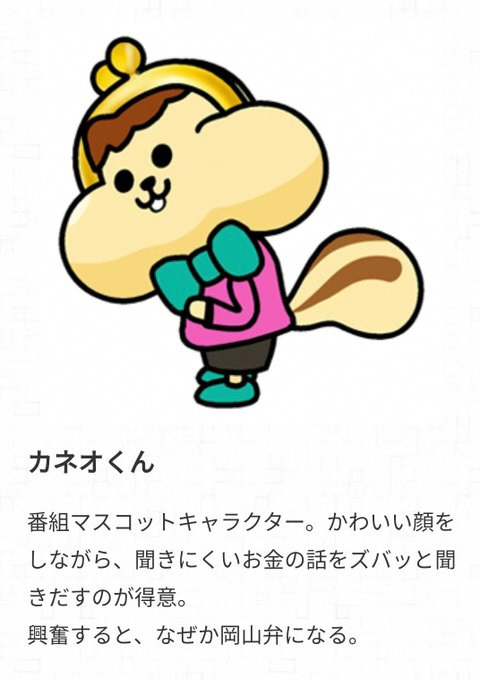 カネオくん
番組マスコットキャラクター。かわいい顔を
しながら、聞きにくいお金の話をズバッと聞
きだすのが得意。
興奮すると、なぜか岡山弁になる。